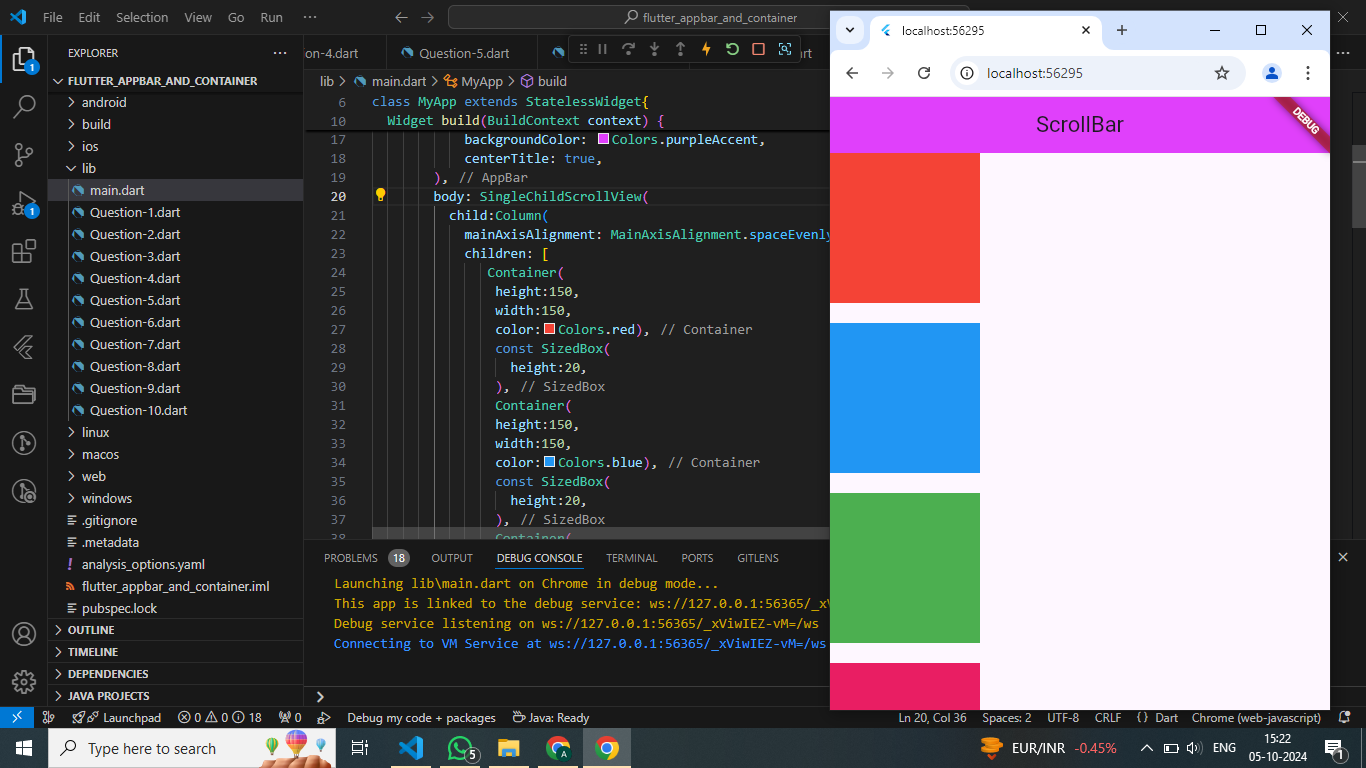 File Edit Selection View Go Run ··· flutter_appbar_and_container
EXPLORER
FLUTTER_APPBAR_AND_CONTAINER
android
build
ios
lib
main.dart
Question-1.dart
Question-2.dart
Question-3.dart
Question-4.dart
Question-5.dart
Question-6.dart
Question-7.dart
Question-8.dart
Question-9.dart
Question-10.dart
linux
macos
web
windows
.gitignore
.metadata
analysis_options.yaml
flutter_appbar_and_container.iml
pubspec.lock
OUTLINE
TIMELINE
DEPENDENCIES
JAVA PROJECTS
1
1
on-4.dart Question-5.dart rt
lib > main.dart > MyApp > build
6 class MyApp extends StatelessWidget{
10 Widget build(BuildContext context) {
17 backgroundColor: Colors.purpleAccent,
18 centerTitle: true,
19 ), // AppBar
20 body: SingleChildScrollView(
21 child:Column(
22 mainAxisAlignment: MainAxisAlignment.spaceEvenly
23 children: [
24 Container(
25 height:150,
26 width:150,
27 color: Colors.red), // Container
28 const SizedBox(
29 height:20,
30 ), // SizedBox
31 Container(
32 height:150,
33 width:150,
34 color: Colors.blue), // Container
35 const SizedBox(
36 height:20,
37 ), // SizedBox
38 Container(
PROBLEMS 18 OUTPUT DEBUG CONSOLE TERMINAL PORTS GITLENS
Launching lib\main.dart on Chrome in debug mode...
This app is linked to the debug service: ws://127.0.0.1:56365/_xV
Debug service listening on ws://127.0.0.1:56365/_xViwIEZ-vM=/ws
Connecting to VM Service at ws://127.0.0.1:56365/_xViwIEZ-vM=/ws
localhost:56295
localhost:56295
ScrollBar
DEBUG
Launchpad 0 0 18 0 Debug my code + packages Java: Ready Ln 20, Col 36 Spaces: 2 UTF-8 CRLF {} Dart Chrome (web-javascript)
Type here to search 5 A EUR/INR -0.45% ENG 15:22
05-10-2024 1